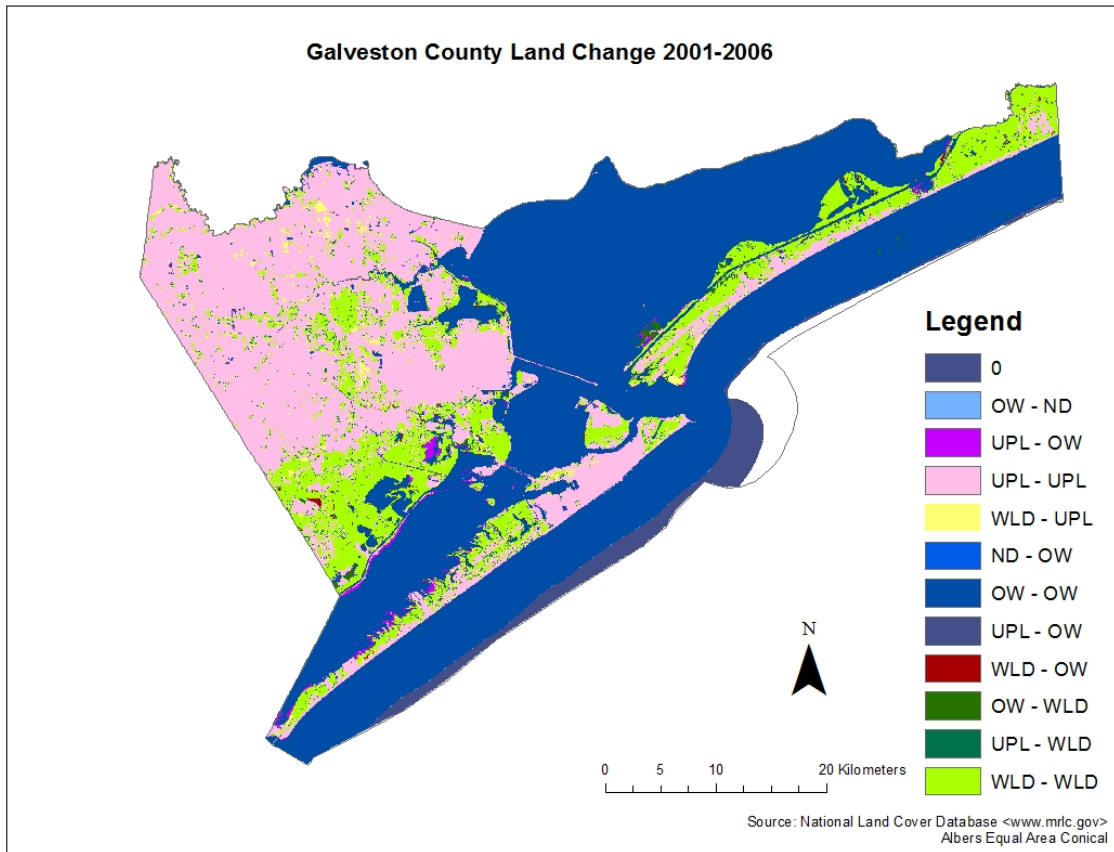 Galveston County Land Change 2001-2006
Legend
0
OW - ND
UPL - OW
UPL - UPL
WLD - UPL
ND - OW
OW - OW
UPL - OW
WLD - OW
OW - WLD
UPL - WLD
WLD - WLD
N
0 5 10 20 Kilometers
Source: National Land Cover Database <www.mrlc.gov>
Albers Equal Area Conical